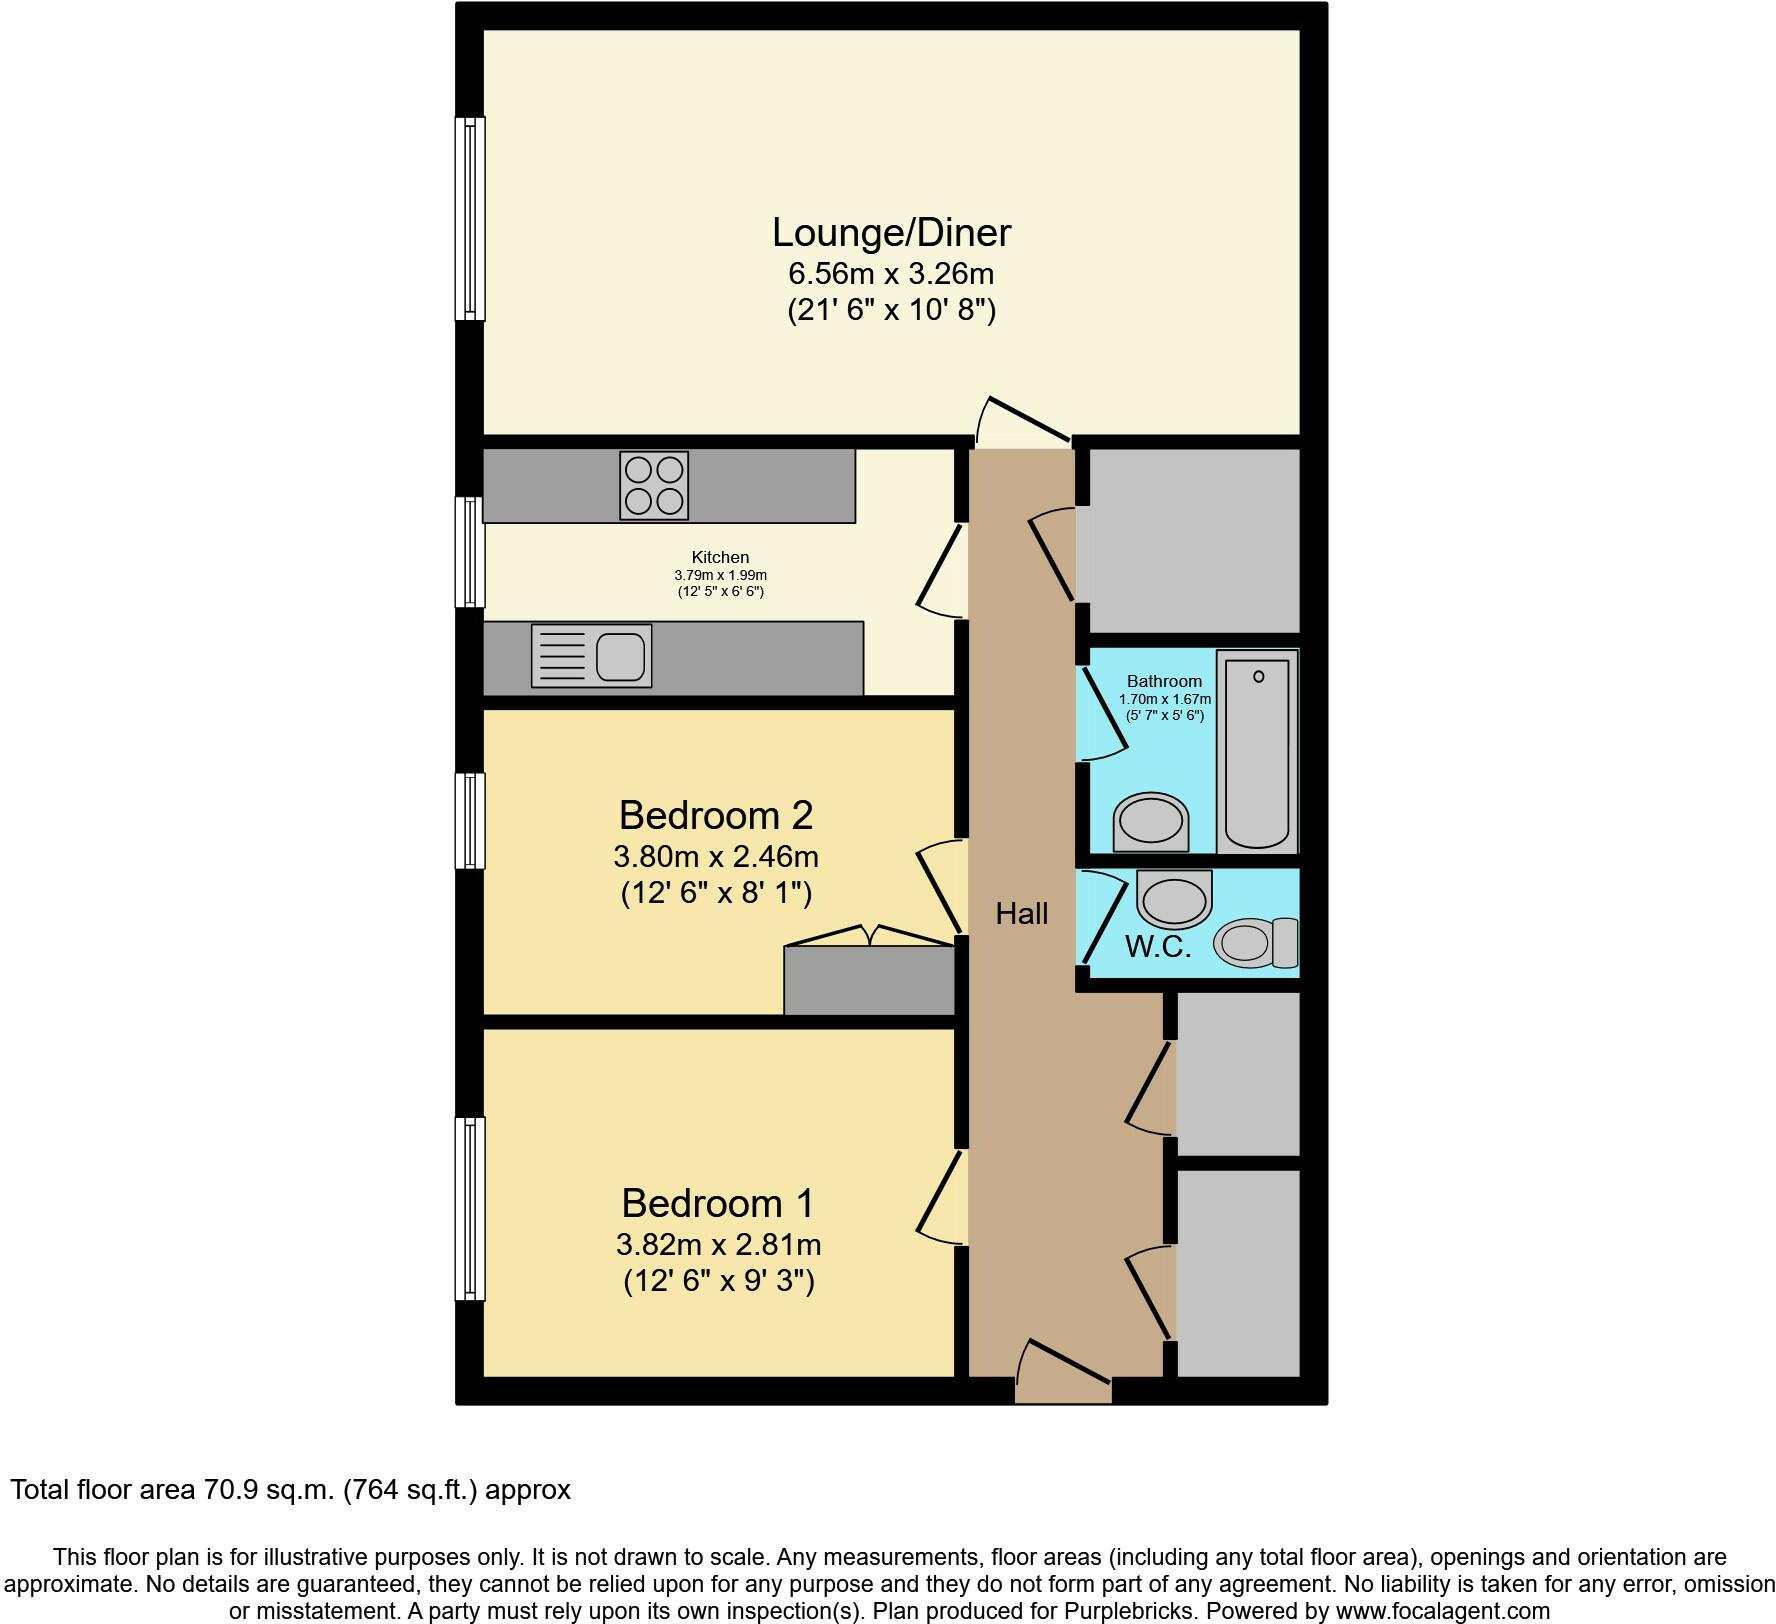 Lounge/Diner
6.56m x 3.26m
(21' 6" x 10' 8")
Kitchen
3.79m x 1.99m
(12' 5" x 6' 6")
Bathroom
1.70m x 1.67m
(5' 7" x 5' 6")
Bedroom 2
3.80m x 2.46m
(12' 6" x 8' 1")
Hall
W.C.
Bedroom 1
3.82m x 2.81m
(12' 6" x 9' 3")
Total floor area 70.9 sq.m. (764 sq.ft.) approx
This floor plan is for illustrative purposes only. It is not drawn to scale. Any measurements, floor areas (including any total floor area), openings and orientation are
approximate. No details are guaranteed, they cannot be relied upon for any purpose and they do not form part of any agreement. No liability is taken for any error, omission
or misstatement. A party must rely upon its own inspection(s). Plan produced for Purplebricks. Powered by www.focalagent.com